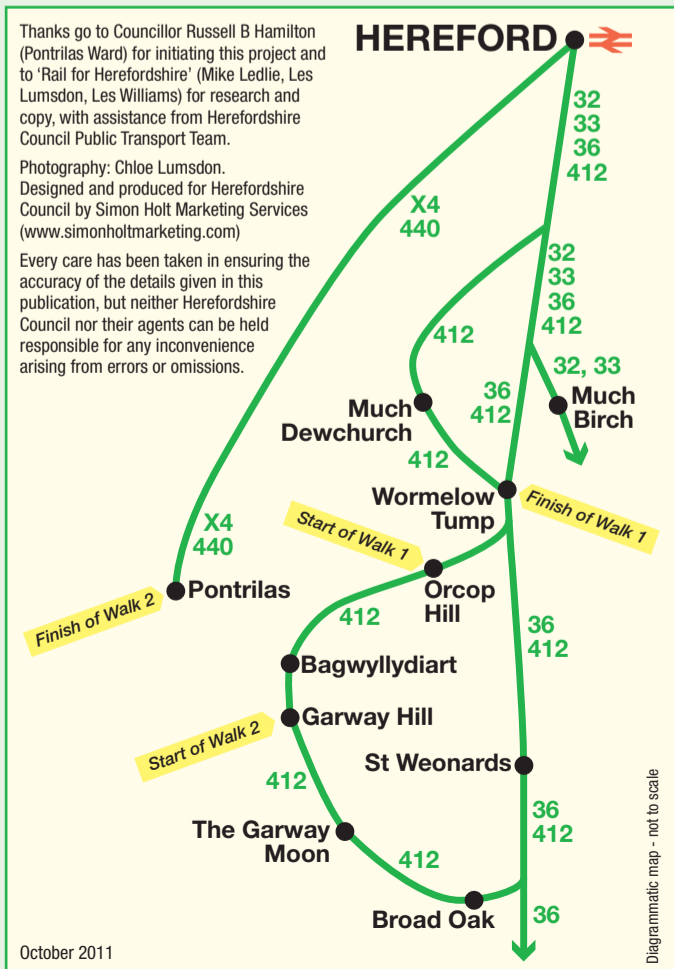 Thanks go to Councillor Russell B Hamilton
(Pontrilas Ward) for initiating this project and
to ‘Rail for Herefordshire’ (Mike Ledlie, Les
Lumsdon, Les Williams) for research and
copy, with assistance from Herefordshire
Council Public Transport Team.
Photography: Chloe Lumsdon.
Designed and produced for Herefordshire
Council by Simon Holt Marketing Services
(www.simonholtmarketing.com)
Every care has been taken in ensuring the
accuracy of the details given in this
publication, but neither Herefordshire
Council nor their agents can be held
responsible for any inconvenience
arising from errors or omissions.
HEREFORD
32
33
36
412
X4
440
32
33
36
412
412
32, 33
36
412
Much
Birch
Much
Dewchurch
412
Wormelow
Tump
Finish of Walk 1
Start of Walk 1
X4
440
Orcop
Hill
Pontrilas
Finish of Walk 2
412
36
412
Bagwyllydiart
Garway Hill
Start of Walk 2
St Weonards
412
36
412
The Garway
Moon
412
Broad Oak
36
October 2011
Diagrammatic map - not to scale